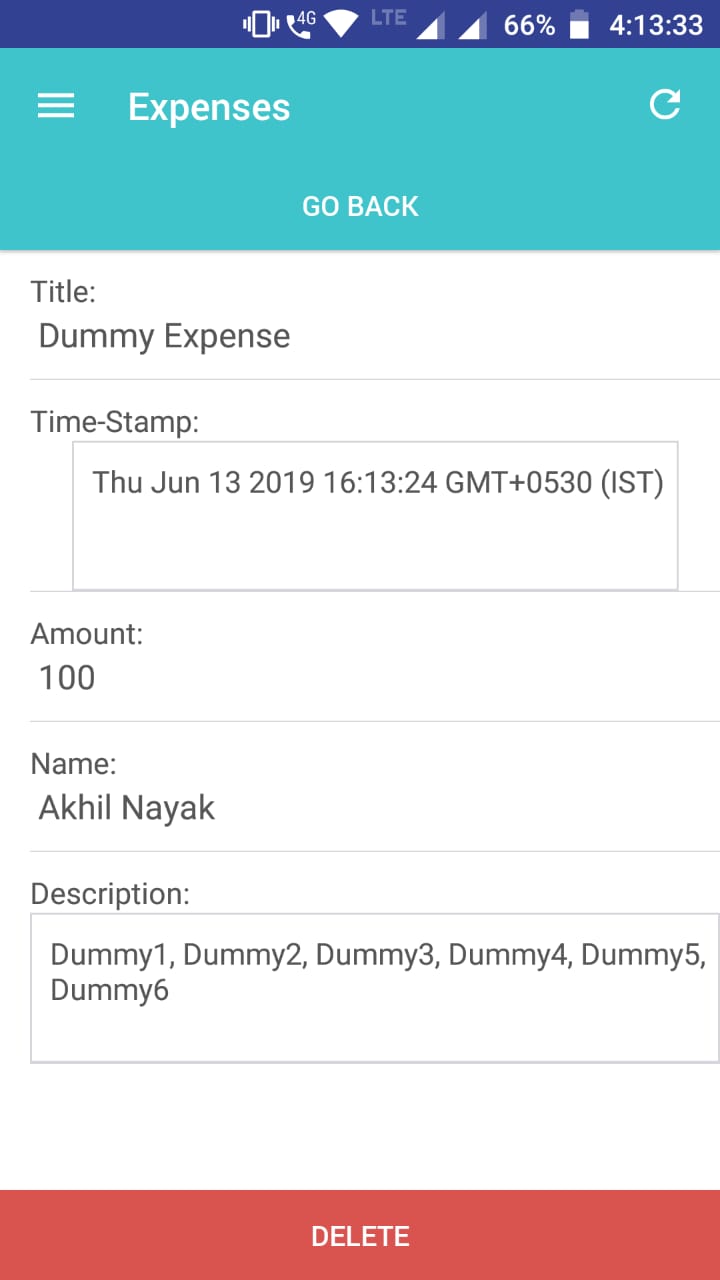 4G LTE 66% 4:13:33
Expenses
GO BACK
Title:
Dummy Expense
Time-Stamp:
Thu Jun 13 2019 16:13:24 GMT+0530 (IST)
Amount:
100
Name:
Akhil Nayak
Description:
Dummy1, Dummy2, Dummy3, Dummy4, Dummy5,
Dummy6
DELETE